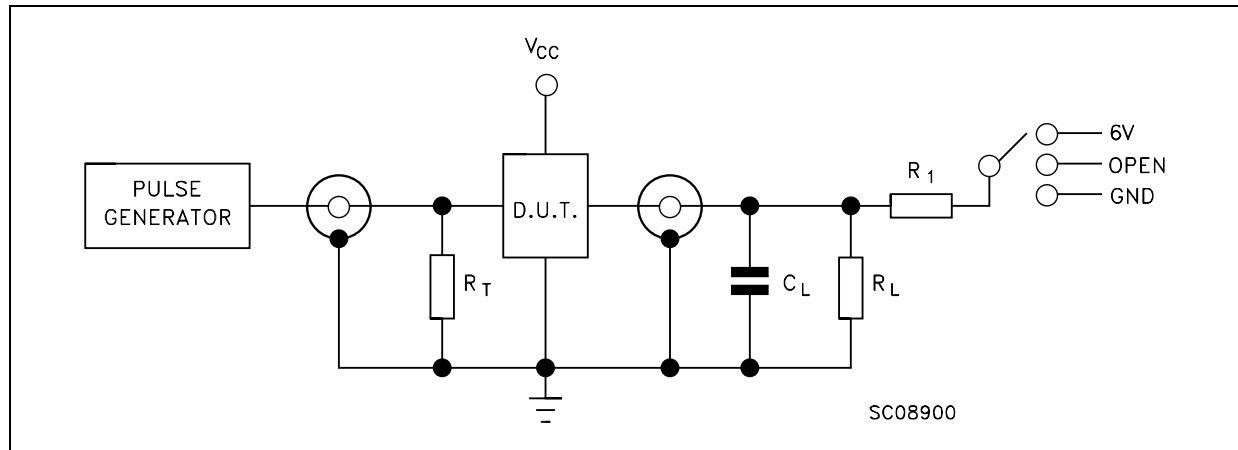 VCC
PULSE
GENERATOR
D.U.T.
RT
CL
RL
R1
6V
OPEN
GND
SC08900